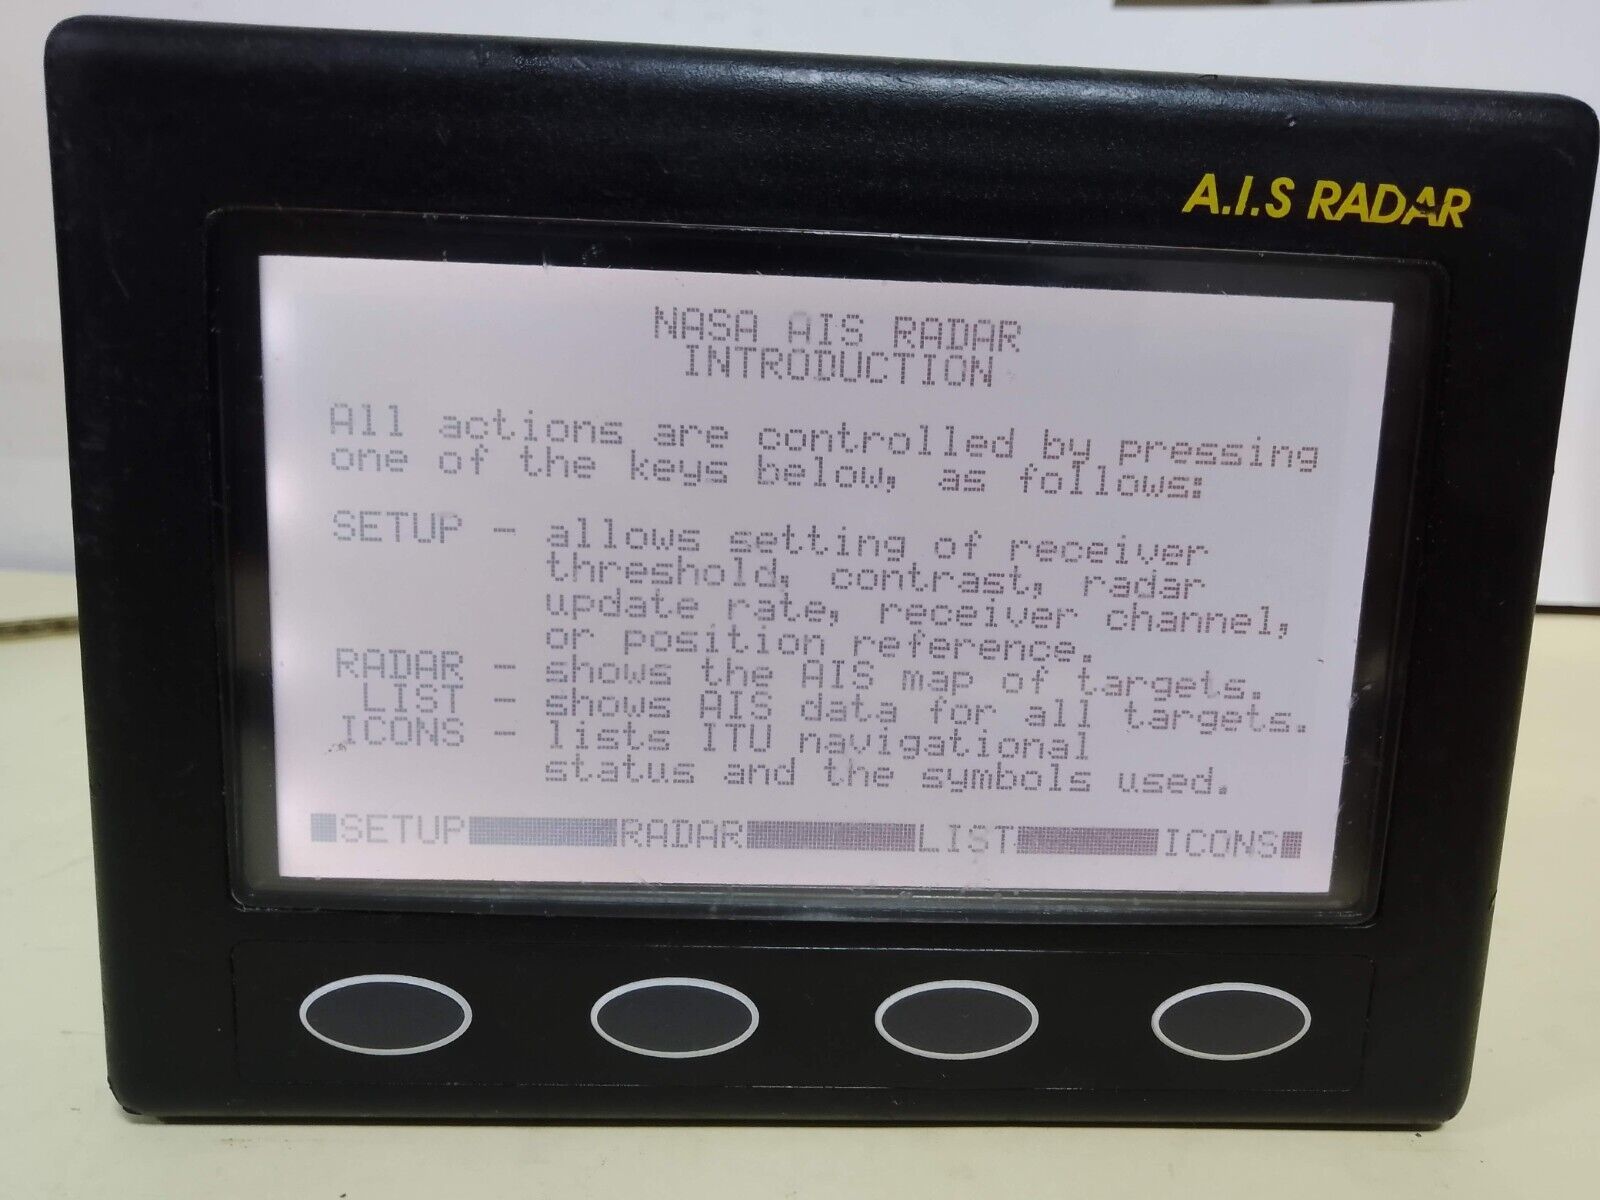 A.I.S RADAR
NASA AIS RADAR
INTRODUCTION
All actions are controlled by pressing
one of the keys below, as follows:
SETUP - allows setting of receiver
threshold, contrast, radar
update rate, receiver channel,
or position reference.
RADAR - shows the AIS map of targets.
LIST - shows AIS data for all targets.
ICONS - lists ITU navigational
status and the symbols used.
SETUP RADAR LIST ICONS